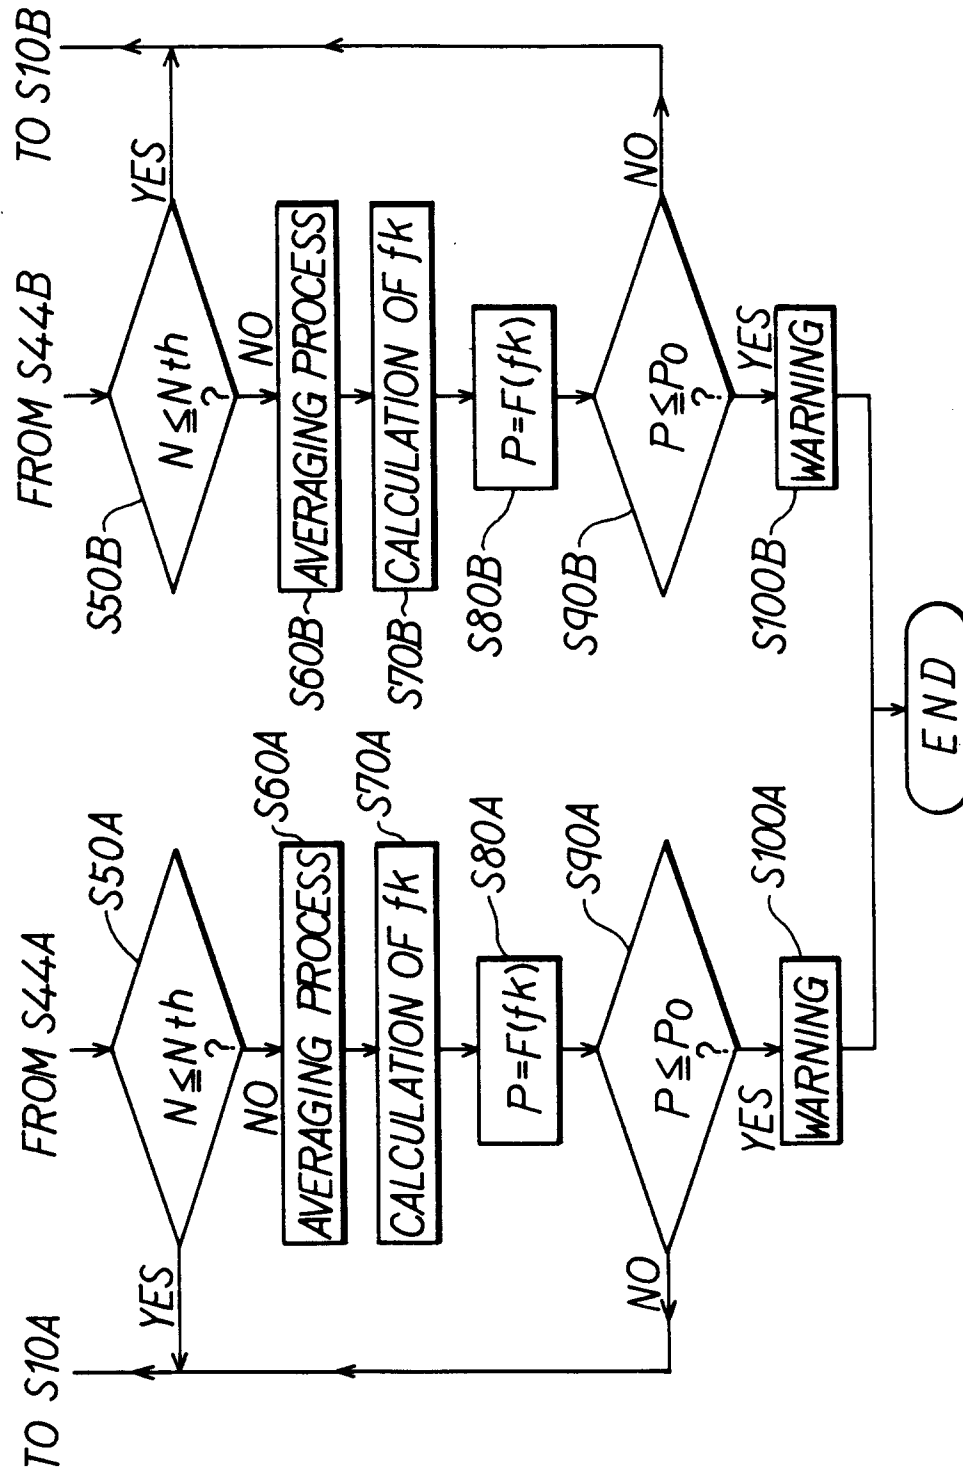 TO S10A
FROM S44A
FROM S44B
TO S10B
S50A
N≦Nth
?
YES
NO
S60A
AVERAGING PROCESS
S70A
CALCULATION OF fk
S80A
P=F(fk)
S90A
P≦P0
?
NO
YES
S100A
WARNING
S50B
N≦Nth
?
YES
NO
S60B
AVERAGING PROCESS
S70B
CALCULATION OF fk
S80B
P=F(fk)
S90B
P≦P0
?
NO
YES
S100B
WARNING
END